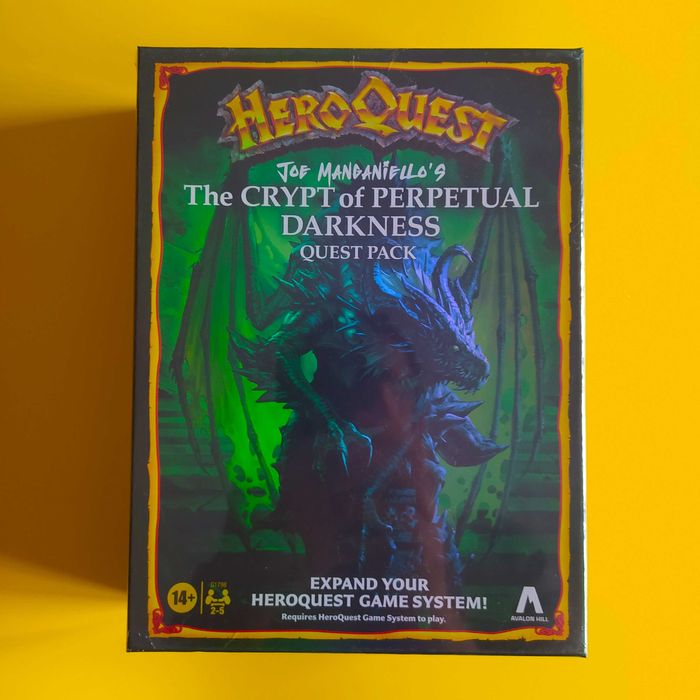 HEROQUEST
JOE MANGANIELLO'S
The CRYPT of PERPETUAL
DARKNESS
QUEST PACK
EXPAND YOUR
HEROQUEST GAME SYSTEM!
Requires HeroQuest Game System to play.
14+
G1798
2-5
AVALON HILL